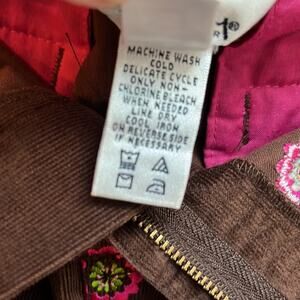 MACHINE WASH
COLD
DELICATE CYCLE
ONLY NON-
CHLORINE BLEACH
WHEN NEEDED
LINE DRY
COOL IRON
ON REVERSE SIDE
IF NECESSARY